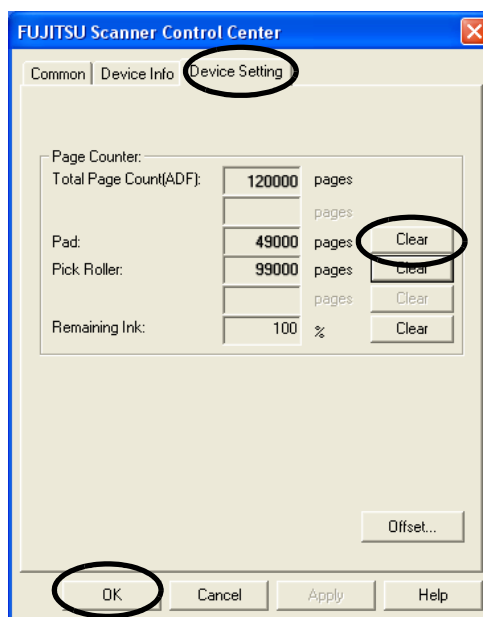 FUJITSU Scanner Control Center
Common Device Info Device Setting
Page Counter:
Total Page Count(ADF): 120000 pages
pages
Pad: 49000 pages Clear
Pick Roller: 99000 pages Clear
pages Clear
Remaining Ink: 100 % Clear
Offset...
OK Cancel Apply Help